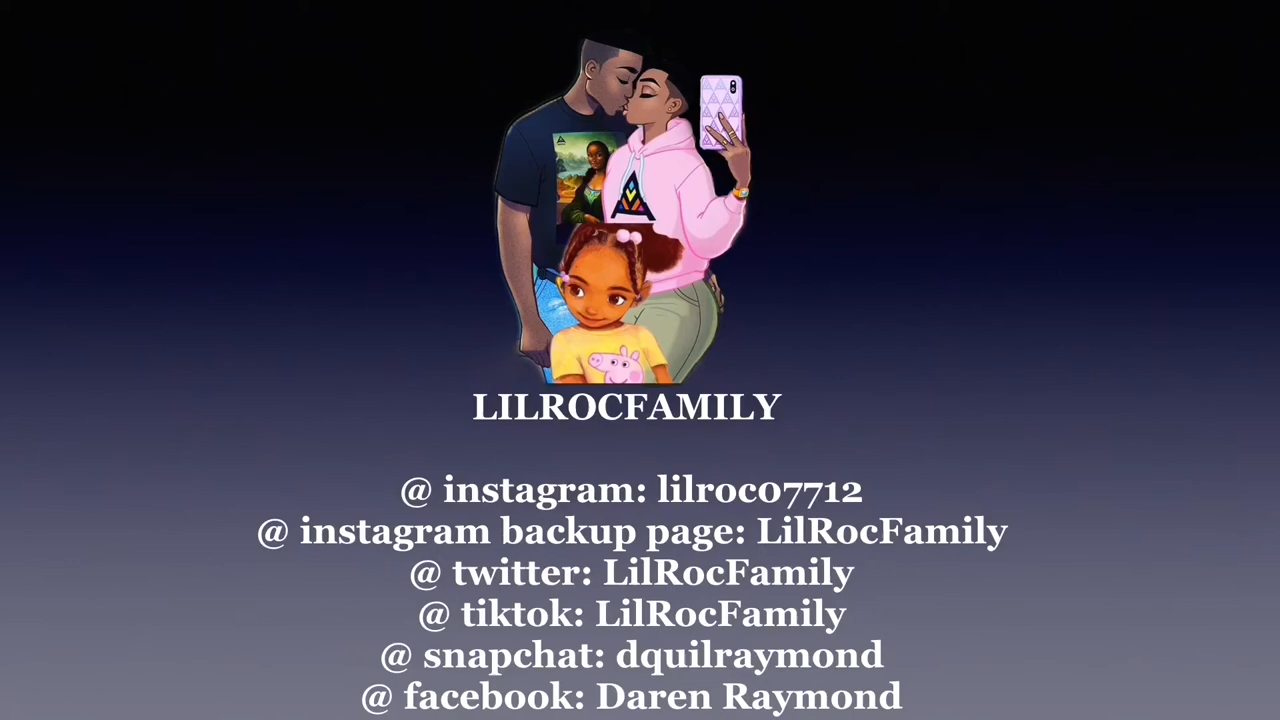 LILROCFAMILY
@ instagram: lilroc07712
@ instagram backup page: LilRocFamily
@ twitter: LilRocFamily
@ tiktok: LilRocFamily
@ snapchat: dquilraymond
@ facebook: Daren Raymond